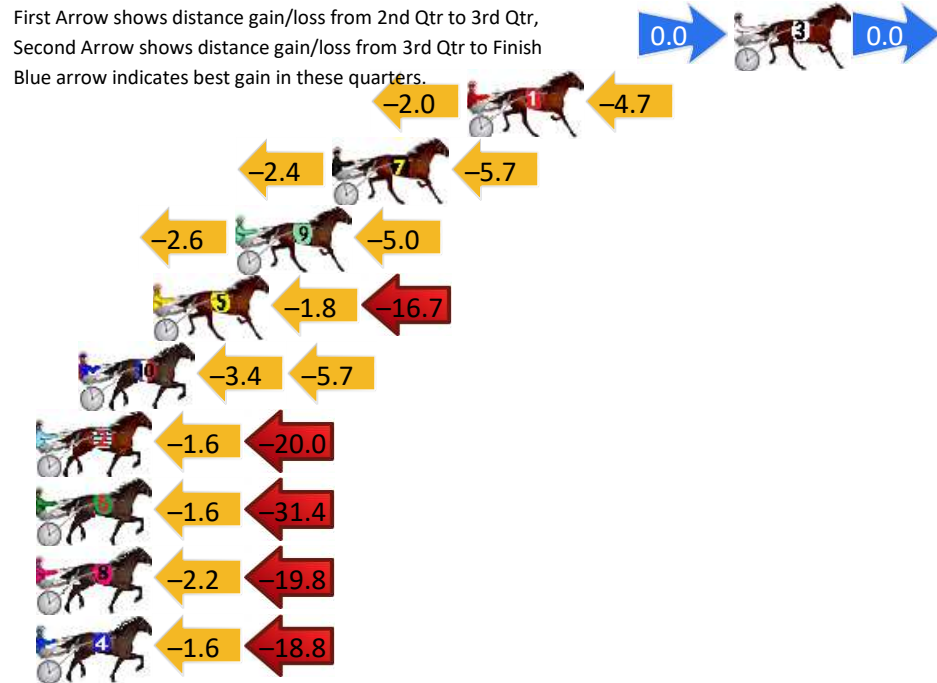 First Arrow shows distance gain/loss from 2nd Qtr to 3rd Qtr,
Second Arrow shows distance gain/loss from 3rd Qtr to Finish
Blue arrow indicates best gain in these quarters.
0.0 3 0.0
–2.0 1 –4.7
–2.4 7 –5.7
–2.6 9 –5.0
5 –1.8 –16.7
10 –3.4 –5.7
2 –1.6 –20.0
6 –1.6 –31.4
8 –2.2 –19.8
4 –1.6 –18.8